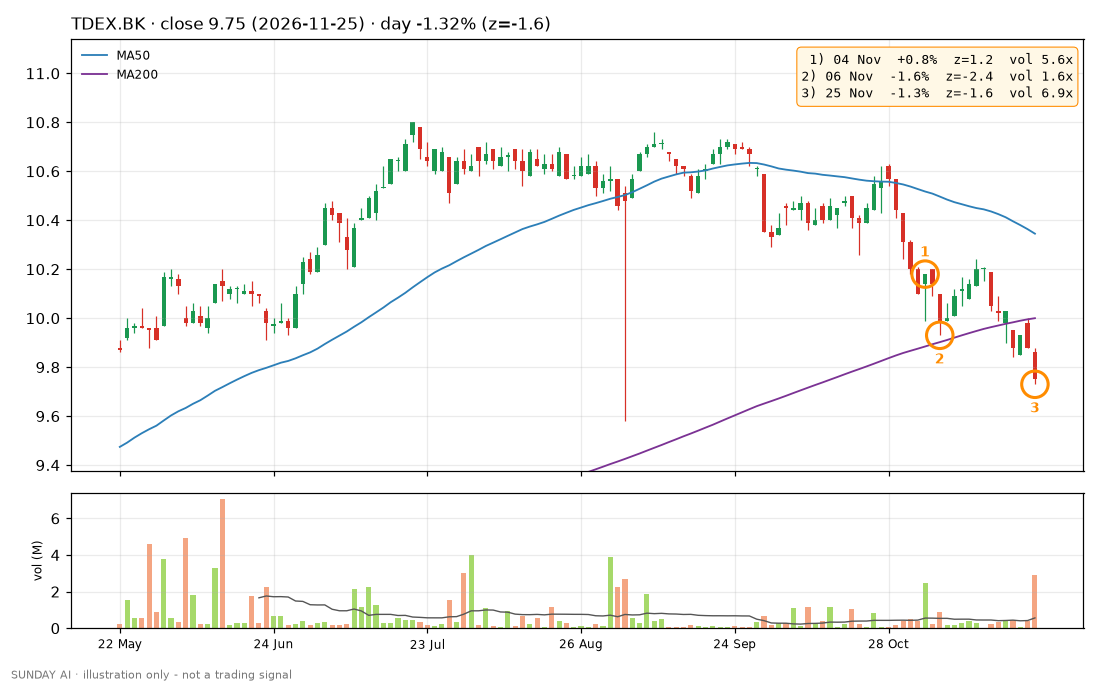 TDEX.BK · close 9.75 (2026-11-25) · day -1.32% (z=-1.6)
MA50
MA200
1) 04 Nov +0.8% z=1.2 vol 5.6x
2) 06 Nov -1.6% z=-2.4 vol 1.6x
3) 25 Nov -1.3% z=-1.6 vol 6.9x
11.0
10.8
10.6
10.4
10.2
10.0
9.8
9.6
9.4
1
2
3
vol (M)
6
4
2
0
22 May
24 Jun
23 Jul
26 Aug
24 Sep
28 Oct
SUNDAY AI · illustration only - not a trading signal